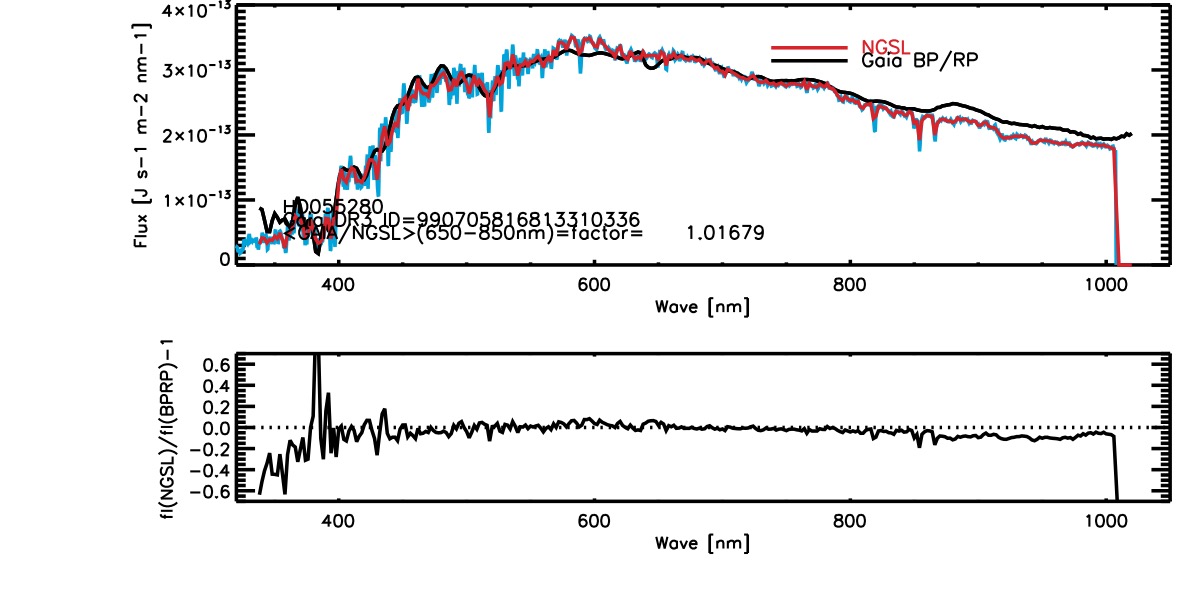 4×10−13
3×10−13
2×10−13
1×10−13
0
Flux [J s−1 m−2 nm−1]
NGSL
Gaia BP/RP
HD055280
Gaia DR3 ID=990705816813310336
<GAIA/NGSL>(650−850nm)=factor= 1.01679
400 600 800 1000
Wave [nm]
fl(NGSL)/fl(BPRP)−1
0.6
0.4
0.2
0.0
−0.2
−0.4
−0.6
400 600 800 1000
Wave [nm]